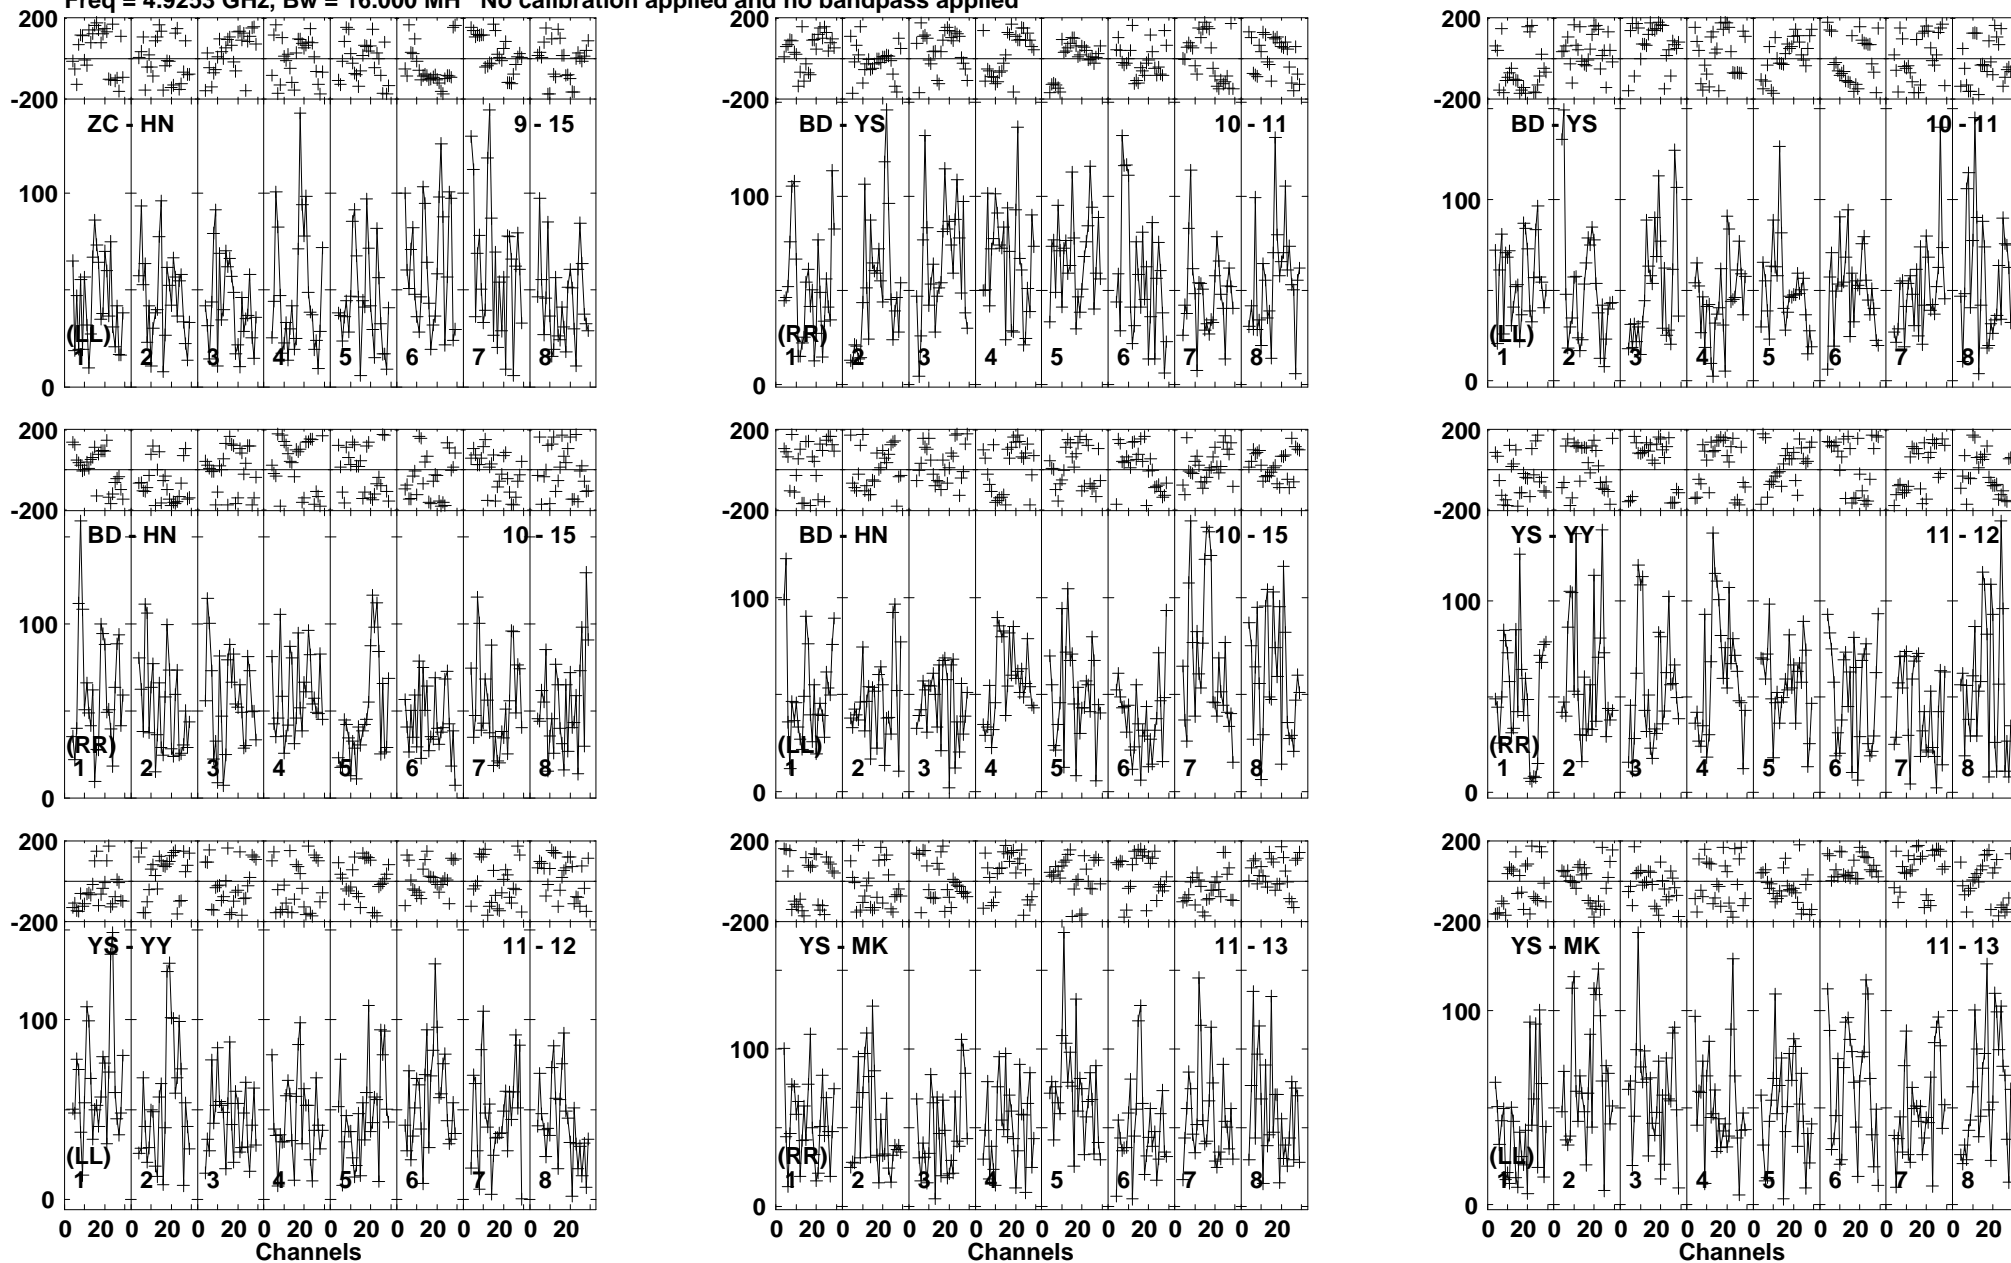 Freq = 4.9253 GHz, Bw = 16.000 MH No calibration applied and no bandpass applied
200 200 200
-200 -200 -200
ZC - HN 9 - 15 BD - YS 10 - 11 BD - YS 10 - 11
100 100 100
(LL) (RR) (LL)
1 2 3 4 5 6 7 8 1 2 3 4 5 6 7 8 1 2 3 4 5 6 7 8
0 0 0
200 200 200
-200 -200 -200
BD - HN 10 - 15 BD - HN 10 - 15 YS - YY 11 - 12
100 100 100
(RR) (LL) (RR)
1 2 3 4 5 6 7 8 1 2 3 4 5 6 7 8 1 2 3 4 5 6 7 8
0 0 0
200 200 200
-200 -200 -200
YS - YY 11 - 12 YS - MK 11 - 13 YS - MK 11 - 13
100 100 100
(LL) (RR) (LL)
1 2 3 4 5 6 7 8 1 2 3 4 5 6 7 8 1 2 3 4 5 6 7 8
0 0 0
0 20 0 20 0 20 0 20 0 20 0 20 0 20 0 20 0 20 0 20 0 20 0 20 0 20 0 20 0 20 0 20 0 20 0 20 0 20 0 20 0 20 0 20 0 20 0 20
Channels Channels Channels